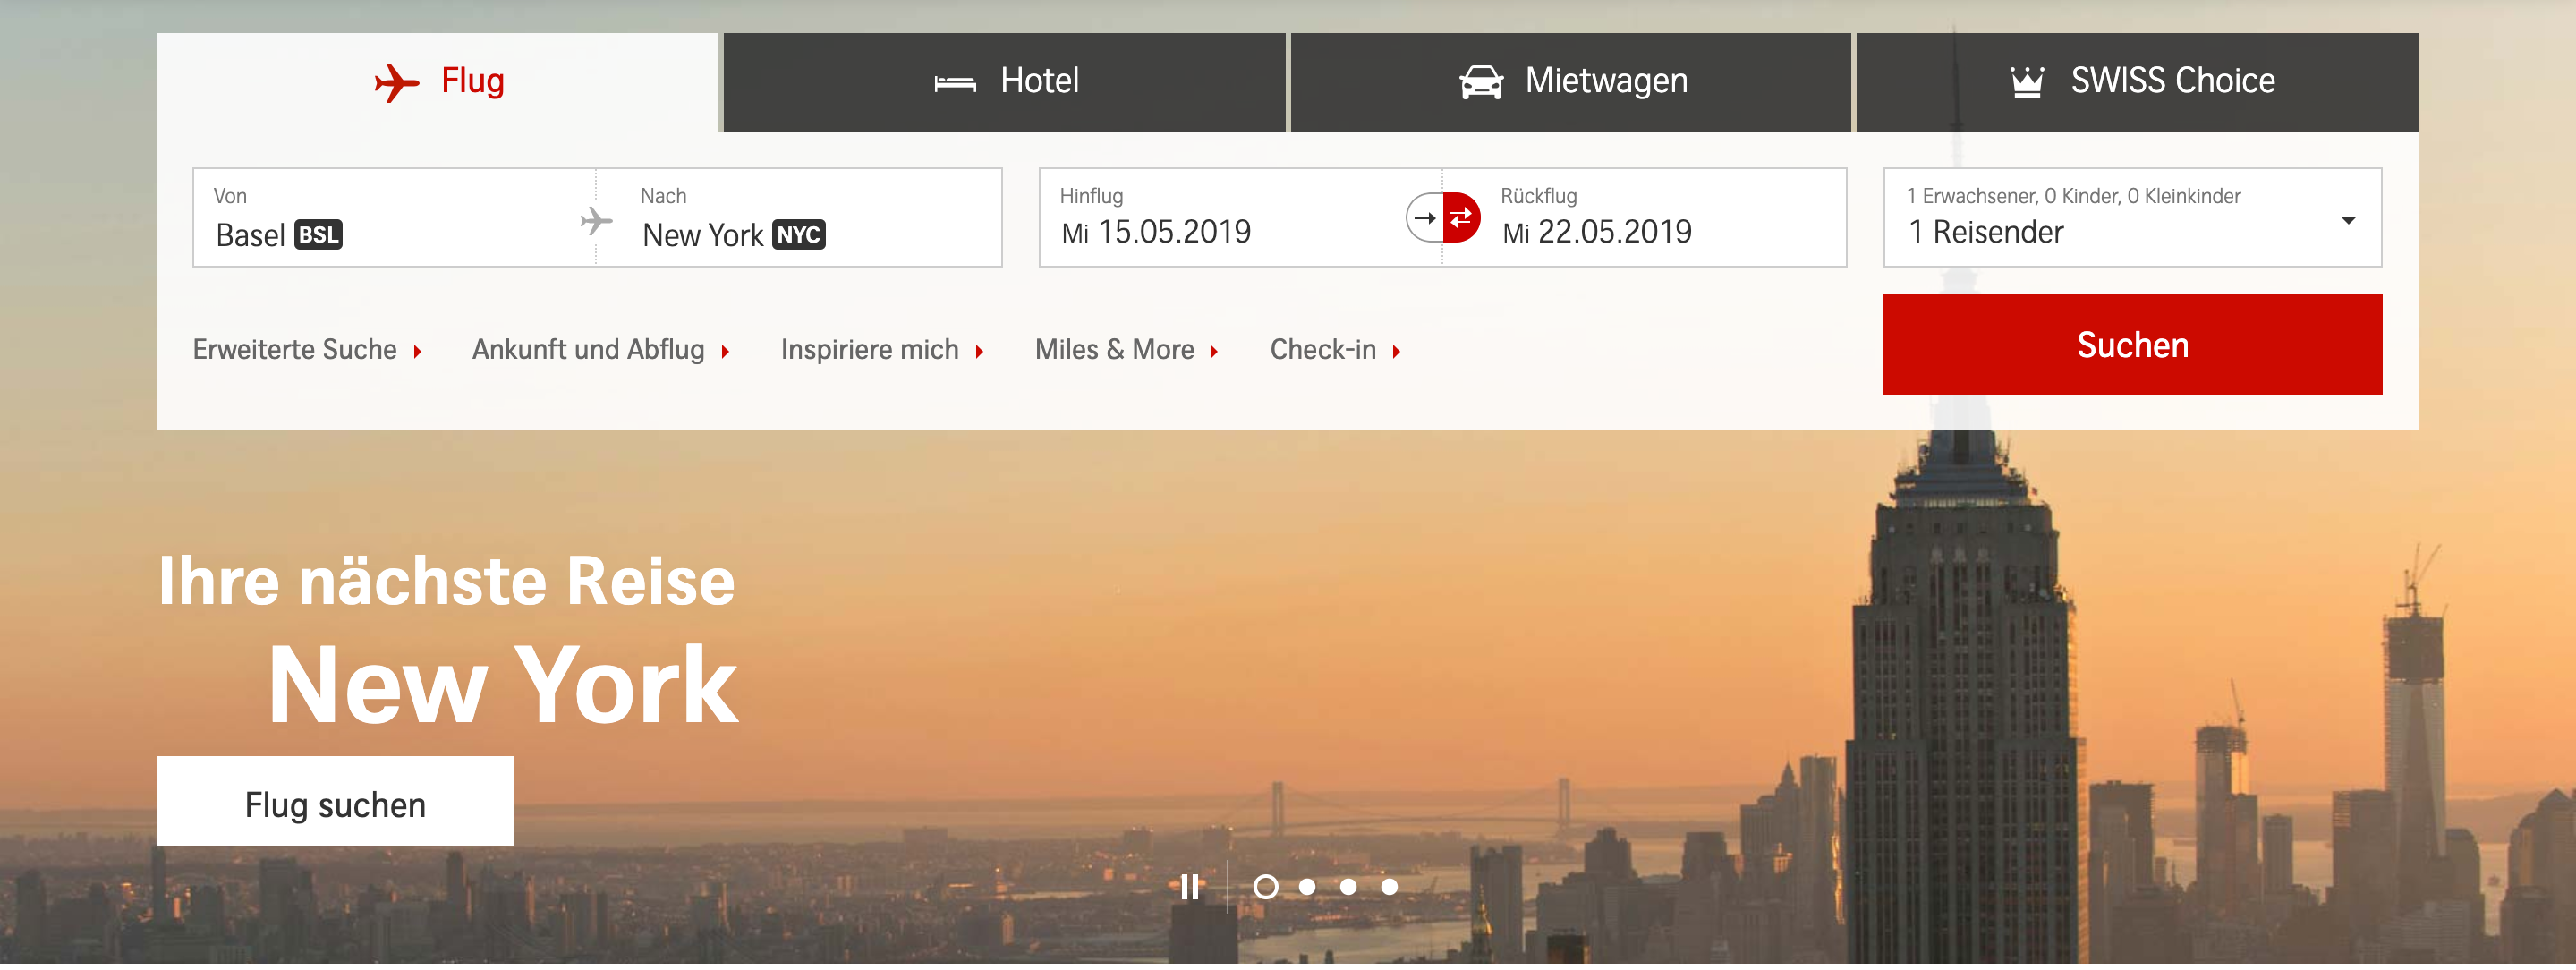 Flug
Hotel
Mietwagen
SWISS Choice
Von
Basel BSL
Nach
New York NYC
Hinflug
Mi 15.05.2019
Rückflug
Mi 22.05.2019
1 Erwachsener, 0 Kinder, 0 Kleinkinder
1 Reisender
Erweiterte Suche
Ankunft und Abflug
Inspiriere mich
Miles & More
Check-in
Suchen
Ihre nächste Reise
New York
Flug suchen